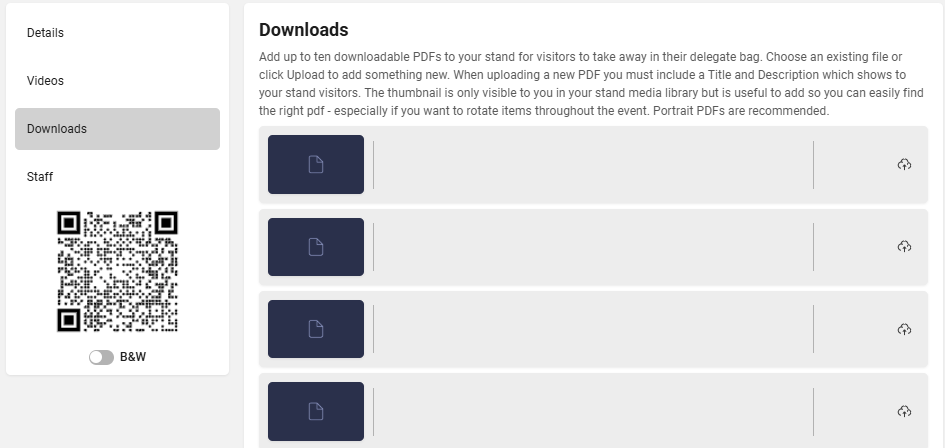 Details
Videos
Downloads
Staff
B&W
Downloads
Add up to ten downloadable PDFs to your stand for visitors to take away in their delegate bag. Choose an existing file or
click Upload to add something new. When uploading a new PDF you must include a Title and Description which shows to
your stand visitors. The thumbnail is only visible to you in your stand media library but is useful to add so you can easily find
the right pdf - especially if you want to rotate items throughout the event. Portrait PDFs are recommended.